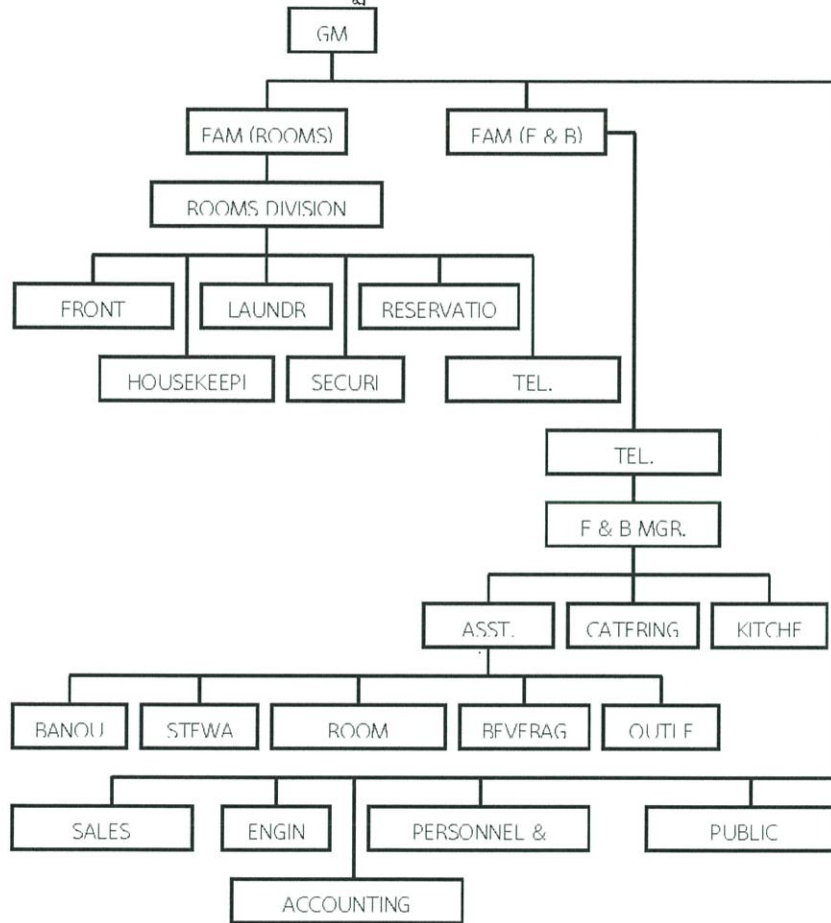 GM
FAM (ROOMS)
FAM (F & B)
ROOMS DIVISION
FRONT
LAUNDR
RESERVATIO
HOUSEKEEPI
SECURI
TEL.
TEL.
F & B MGR.
ASST.
CATERING
KITCHE
BANQU
STEWA
ROOM
BEVERAG
OUTLE
SALES
ENGIN
PERSONNEL &
PUBLIC
ACCOUNTING